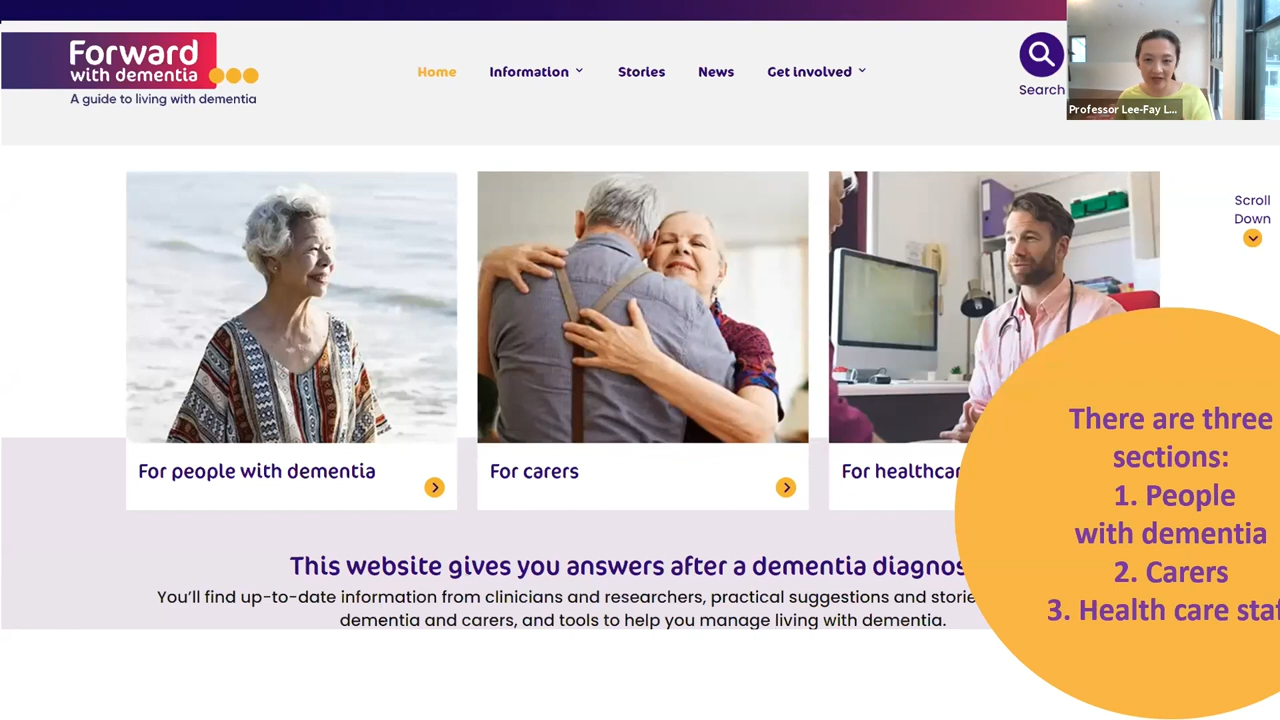 Forward
with dementia
A guide to living with dementia
Home
Information
Stories
News
Get involved
Search
Professor Lee-Fay L...
Scroll
Down
For people with dementia
For carers
For healthcar
There are three
sections:
1. People
with dementia
2. Carers
3. Health care staf
This website gives you answers after a dementia diagnos
You'll find up-to-date information from clinicians and researchers, practical suggestions and storie
dementia and carers, and tools to help you manage living with dementia.